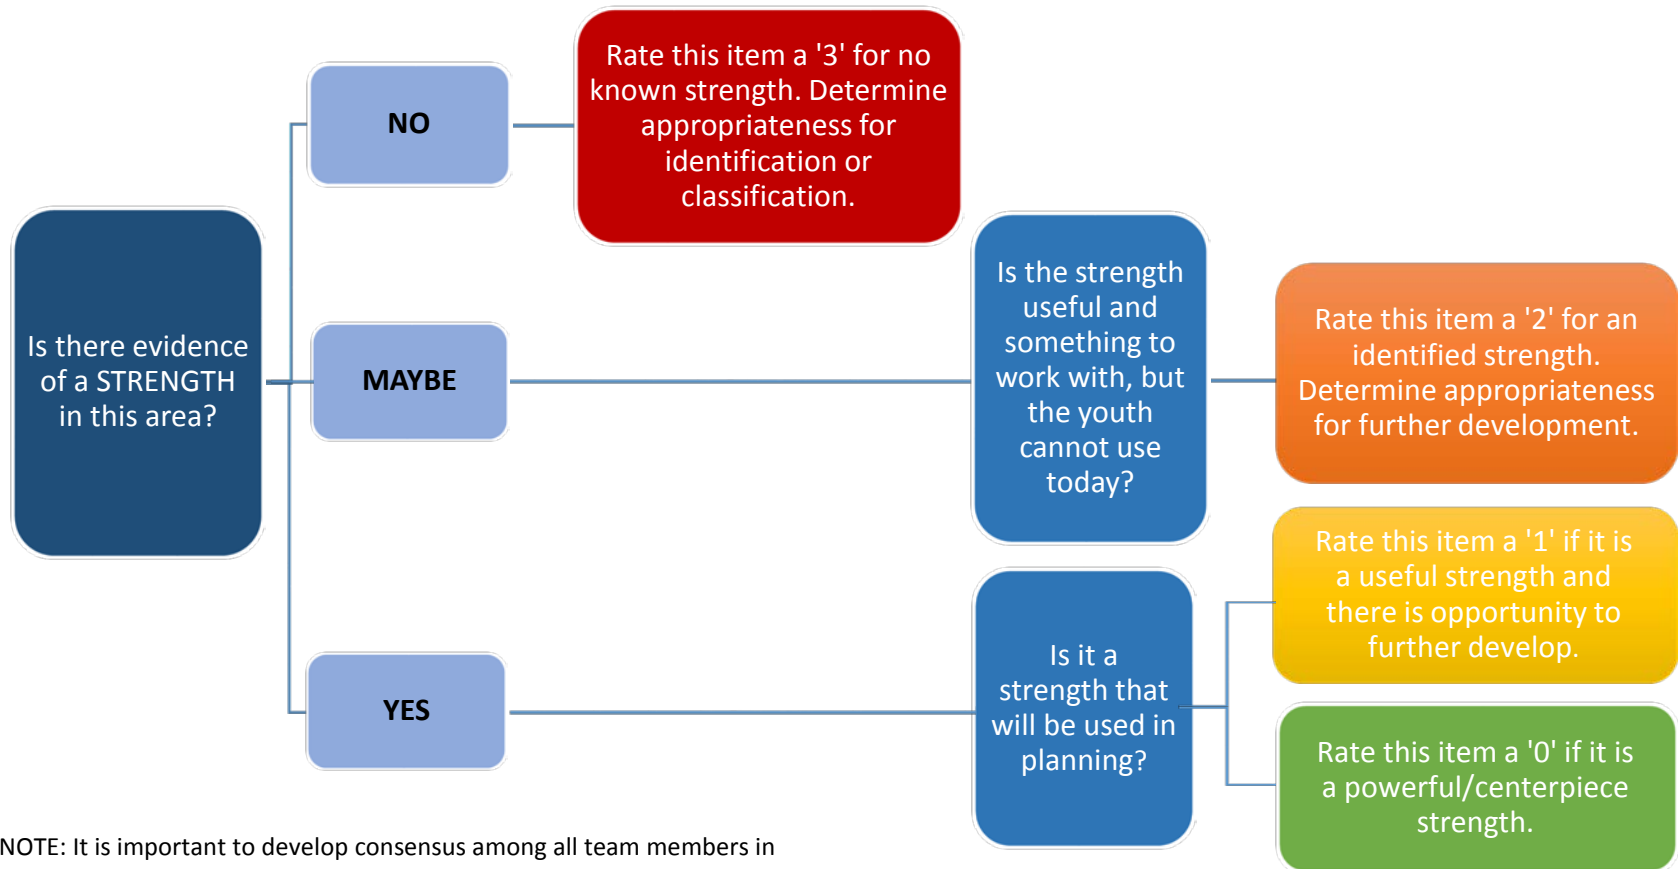 Is there evidence
of a STRENGTH
in this area?
NO
Rate this item a '3' for no
known strength. Determine
appropriateness for
identification or
classification.
MAYBE
Is the strength
useful and
something to
work with, but
the youth
cannot use
today?
Rate this item a '2' for an
identified strength.
Determine appropriateness
for further development.
YES
Is it a
strength that
will be used in
planning?
Rate this item a '1' if it is
a useful strength and
there is opportunity to
further develop.
Rate this item a '0' if it is
a powerful/centerpiece
strength.
NOTE: It is important to develop consensus among all team members in